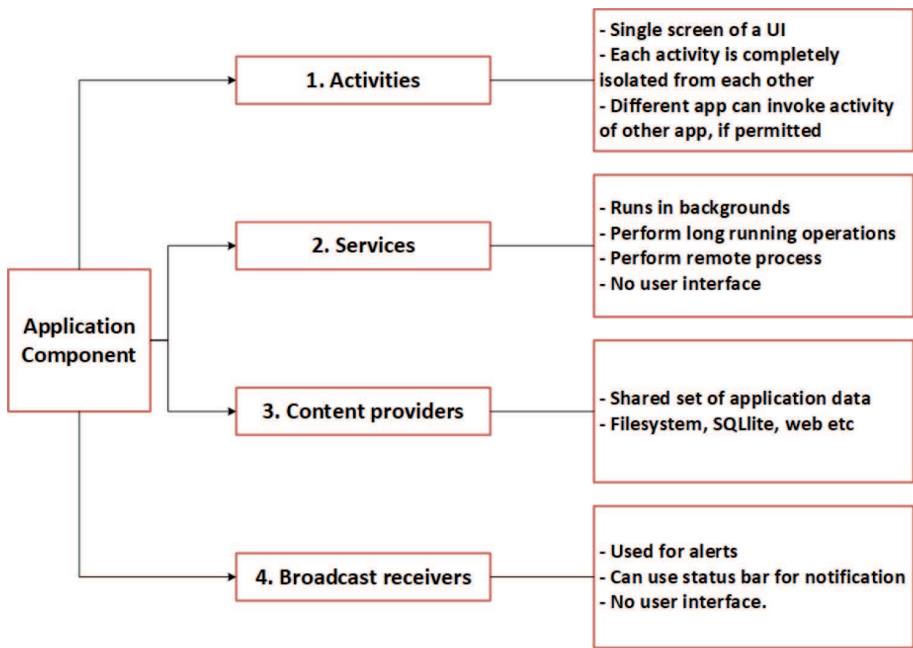 Application
Component
1. Activities
- Single screen of a UI
- Each activity is completely
isolated from each other
- Different app can invoke activity
of other app, if permitted
2. Services
- Runs in backgrounds
- Perform long running operations
- Perform remote process
- No user interface
3. Content providers
- Shared set of application data
- Filesystem, SQLlite, web etc
4. Broadcast receivers
- Used for alerts
- Can use status bar for notification
- No user interface.